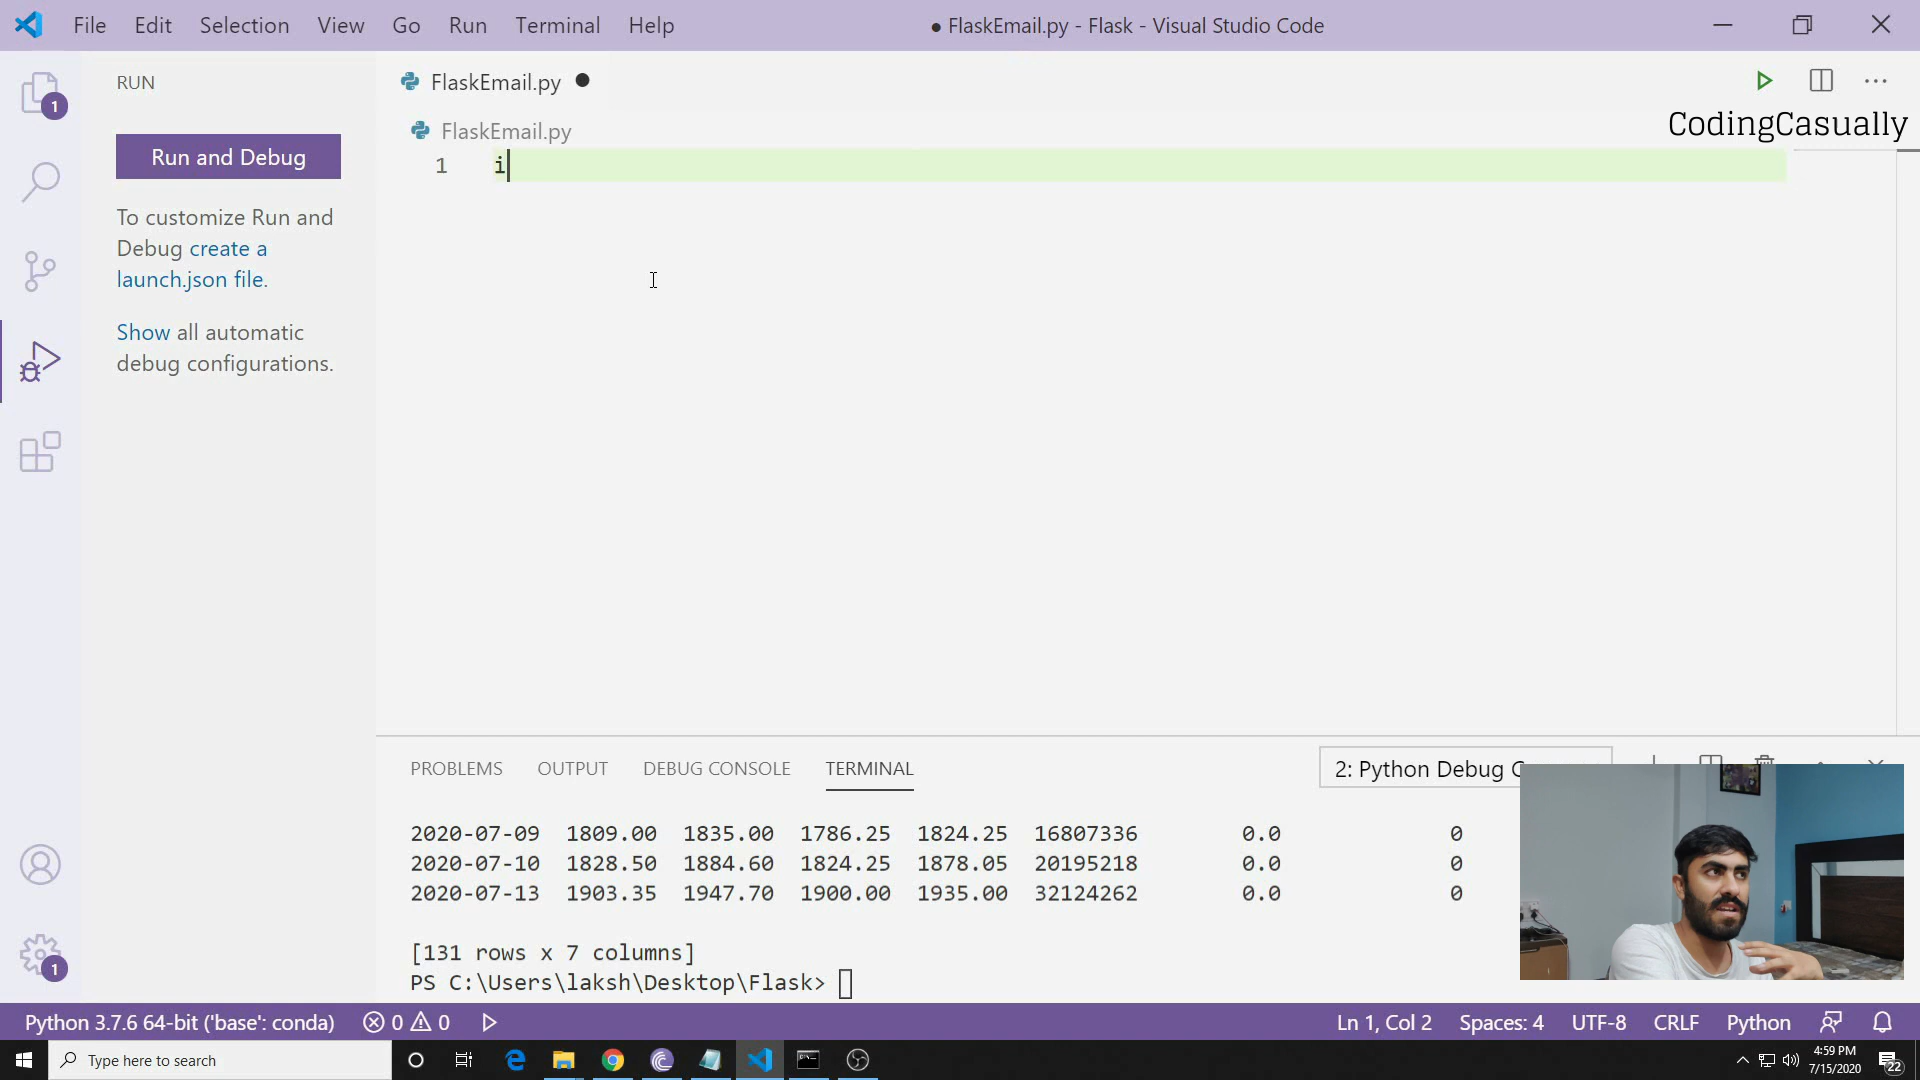 File Edit Selection View Go Run Terminal Help
● FlaskEmail.py - Flask - Visual Studio Code
1
RUN
FlaskEmail.py ●
CodingCasually
FlaskEmail.py
Run and Debug
1 i
To customize Run and
Debug create a
launch.json file.
Show all automatic
debug configurations.
PROBLEMS OUTPUT DEBUG CONSOLE TERMINAL
2: Python Debug
2020-07-09 1809.00 1835.00 1786.25 1824.25 16807336 0.0 0
2020-07-10 1828.50 1884.60 1824.25 1878.05 20195218 0.0 0
2020-07-13 1903.35 1947.70 1900.00 1935.00 32124262 0.0 0
[131 rows x 7 columns]
PS C:\Users\laksh\Desktop\Flask>
1
Python 3.7.6 64-bit ('base': conda) 0 0
Ln 1, Col 2 Spaces: 4 UTF-8 CRLF Python
Type here to search
4:59 PM
7/15/2020
22